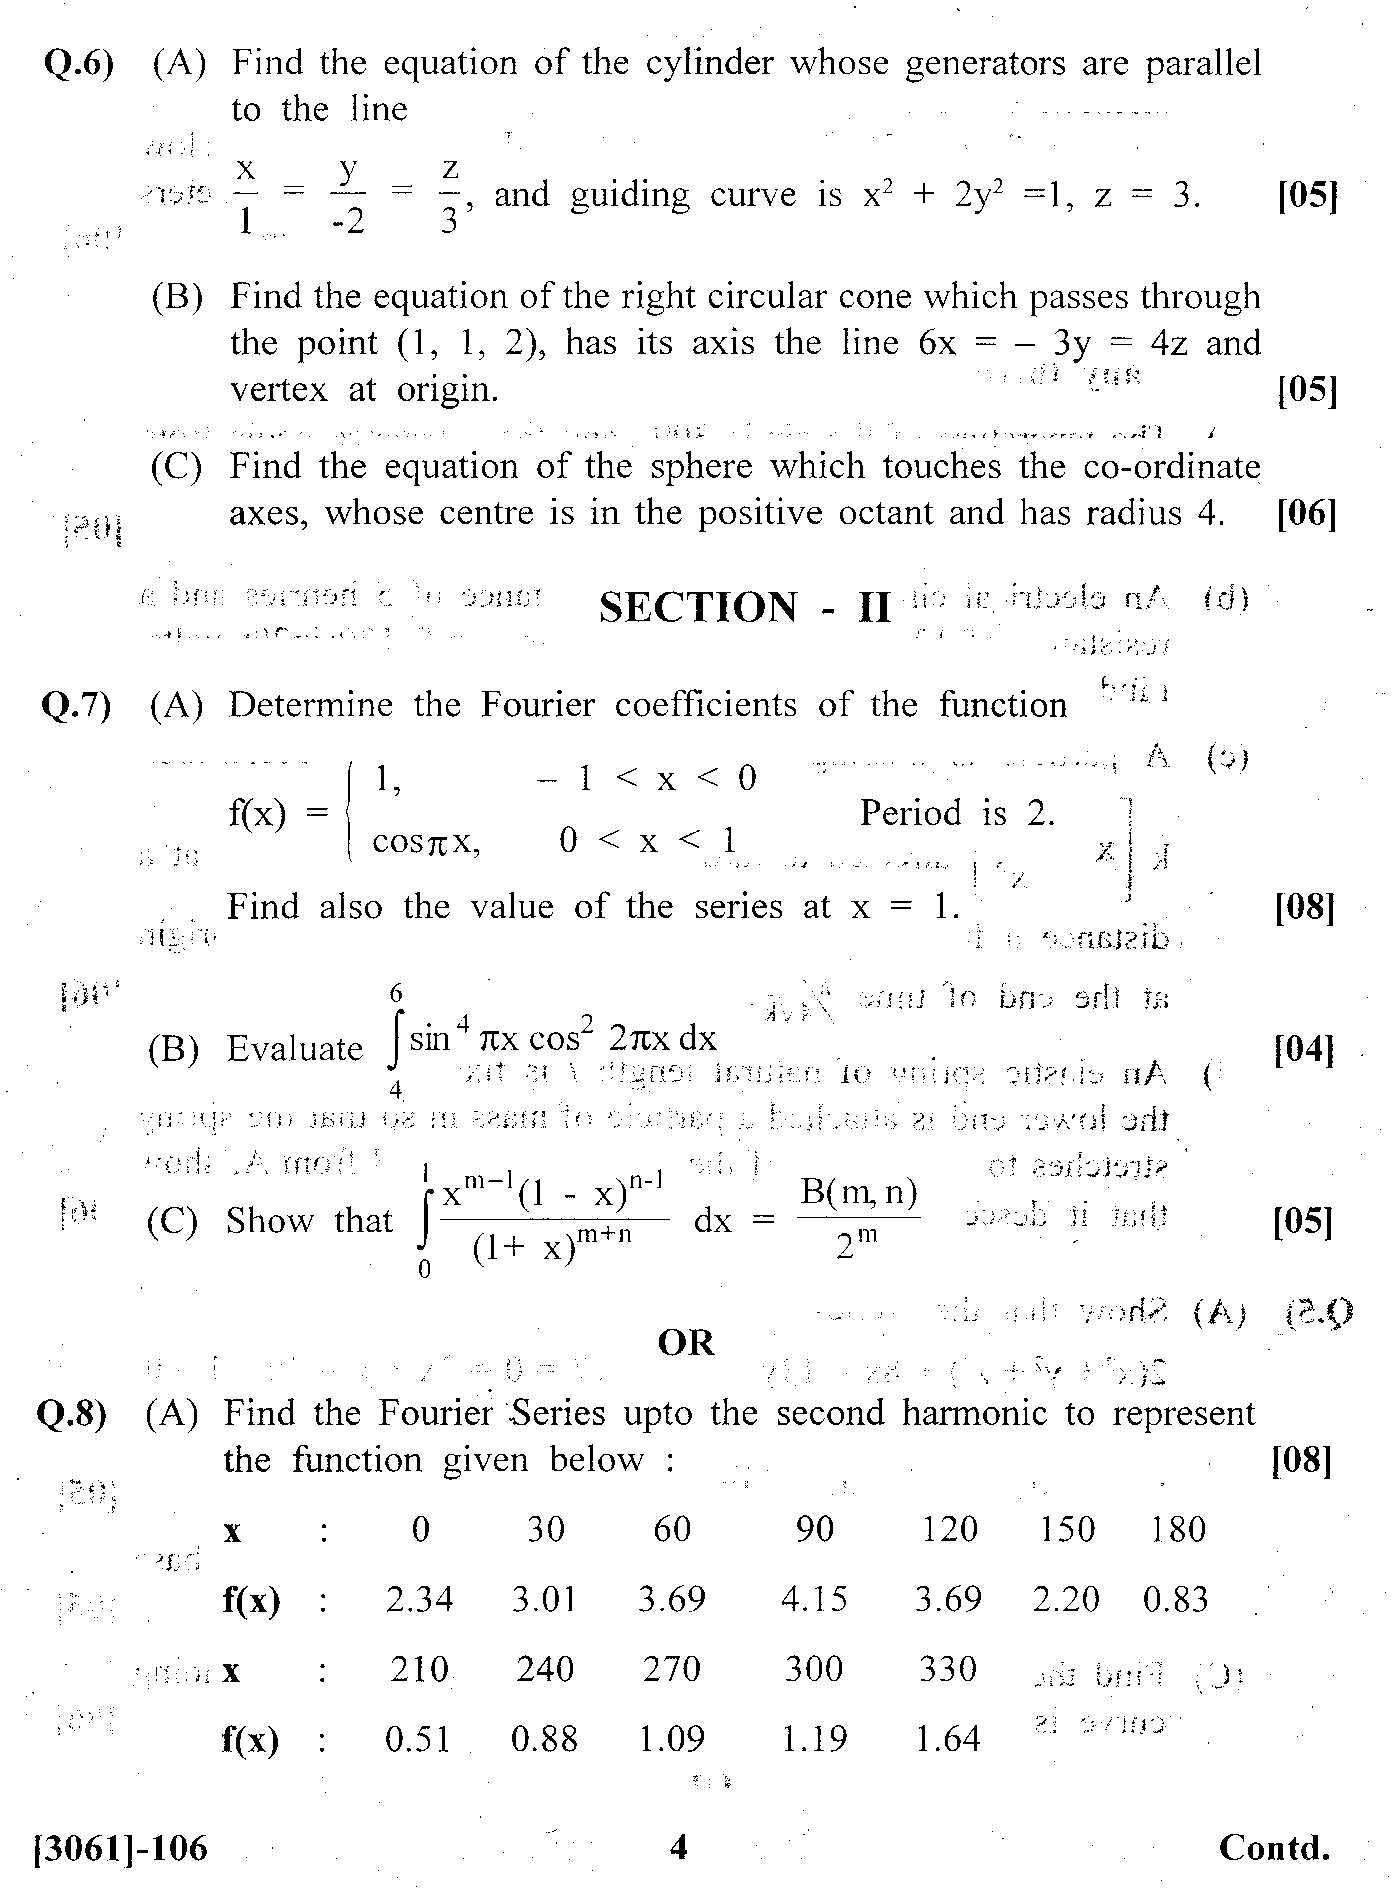 Q.6) (A) Find the equation of the cylinder whose generators are parallel
to the line
x/1 = y/-2 = z/3, and guiding curve is x² + 2y² =1, z = 3. [05]
(B) Find the equation of the right circular cone which passes through
the point (1, 1, 2), has its axis the line 6x = – 3y = 4z and
vertex at origin. [05]
(C) Find the equation of the sphere which touches the co-ordinate
axes, whose centre is in the positive octant and has radius 4. [06]
SECTION - II
Q.7) (A) Determine the Fourier coefficients of the function
f(x) = { 1, – 1 < x < 0
cosπx, 0 < x < 1 Period is 2.
Find also the value of the series at x = 1. [08]
(B) Evaluate ∫₄⁶ sin⁴ πx cos² 2πx dx [04]
(C) Show that ∫₀¹ x^(m–1)(1 - x)^(n-1) / (1+ x)^(m+n) dx = B(m, n) / 2^m [05]
OR
Q.8) (A) Find the Fourier Series upto the second harmonic to represent
the function given below : [08]
x : 0 30 60 90 120 150 180
f(x) : 2.34 3.01 3.69 4.15 3.69 2.20 0.83
x : 210 240 270 300 330
f(x) : 0.51 0.88 1.09 1.19 1.64
[3061]-106 4 Contd.